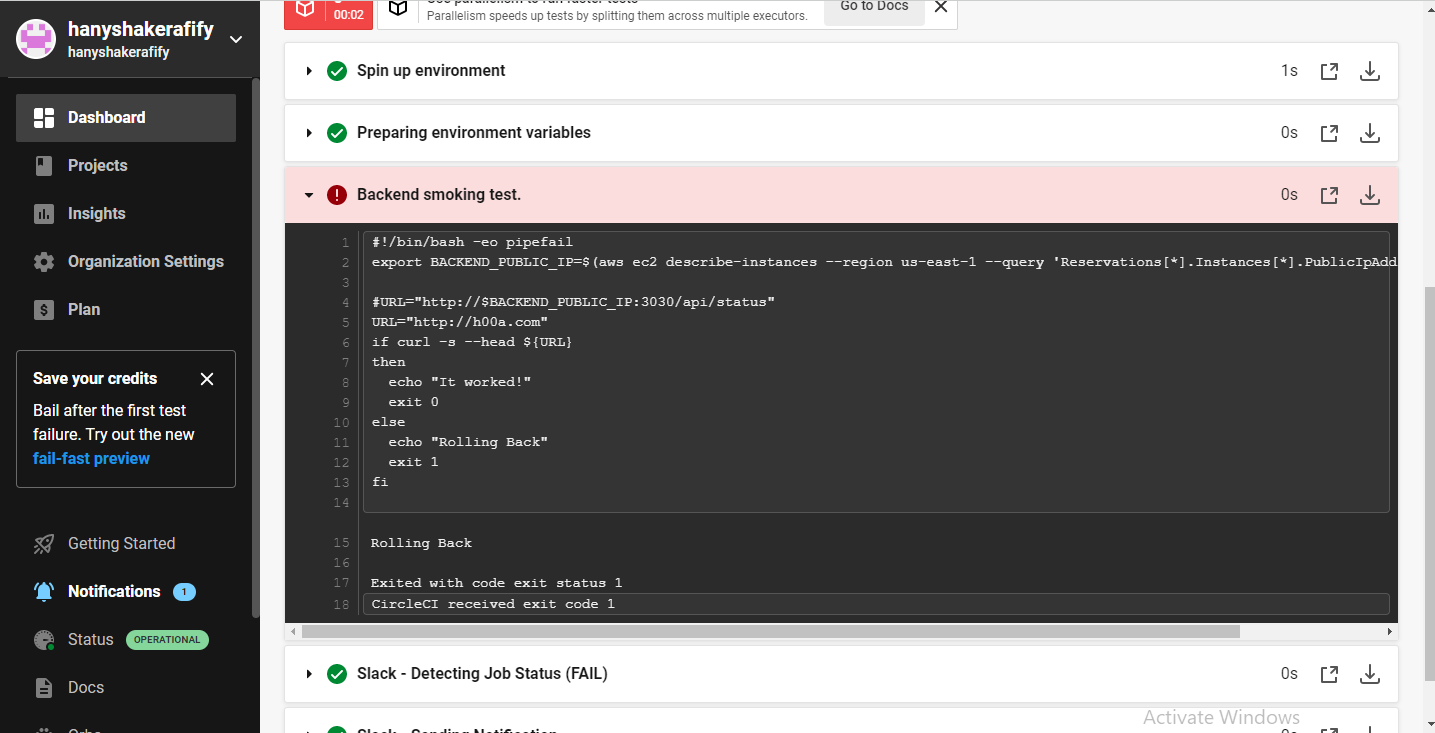 hanyshakerafify
hanyshakerafify
Dashboard
Projects
Insights
Organization Settings
Plan
Save your credits
Bail after the first test
failure. Try out the new
fail-fast preview
Getting Started
Notifications 1
Status OPERATIONAL
Docs
00:02
Parallelism speeds up tests by splitting them across multiple executors.
Go to Docs
Spin up environment 1s
Preparing environment variables 0s
Backend smoking test. 0s
1 #!/bin/bash -eo pipefail
2 export BACKEND_PUBLIC_IP=$(aws ec2 describe-instances --region us-east-1 --query 'Reservations[*].Instances[*].PublicIpAdd
3
4 #URL="http://$BACKEND_PUBLIC_IP:3030/api/status"
5 URL="http://h00a.com"
6 if curl -s --head ${URL}
7 then
8 echo "It worked!"
9 exit 0
10 else
11 echo "Rolling Back"
12 exit 1
13 fi
14
15 Rolling Back
16
17 Exited with code exit status 1
18 CircleCI received exit code 1
Slack - Detecting Job Status (FAIL) 0s
Slack - Sending Notification
Activate Windows